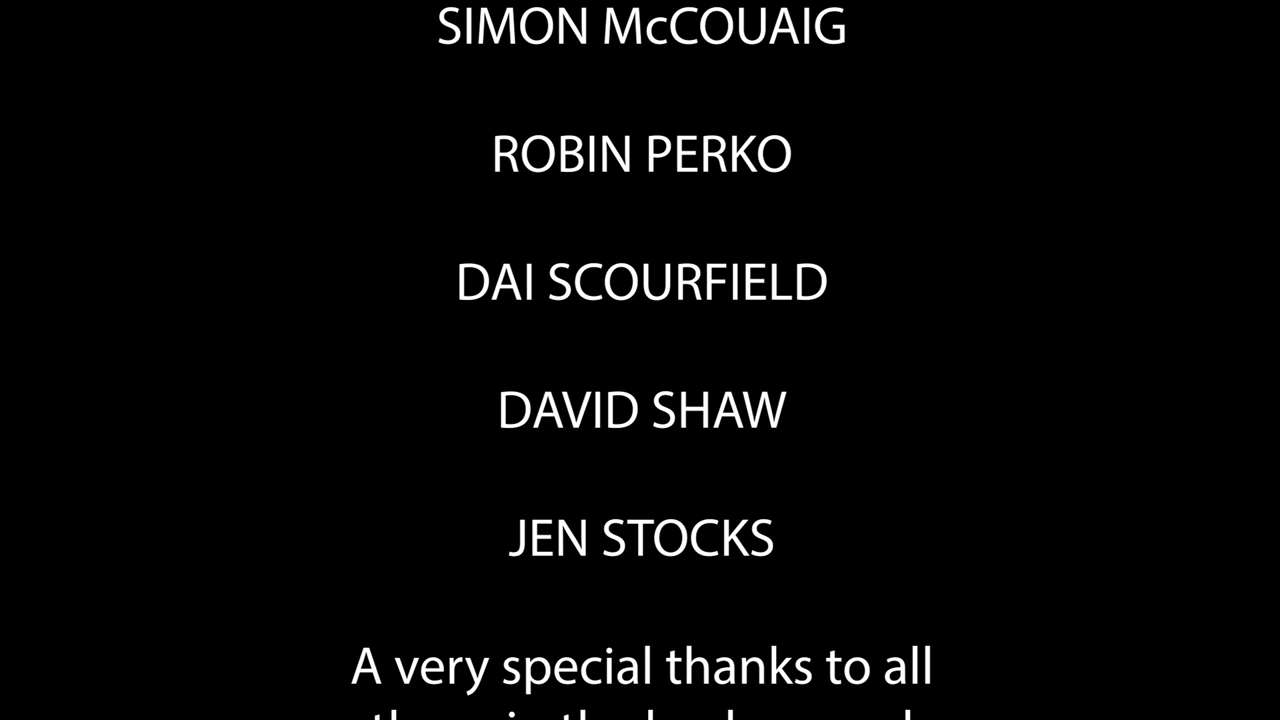 SIMON McCOUAIG
ROBIN PERKO
DAI SCOURFIELD
DAVID SHAW
JEN STOCKS
A very special thanks to all